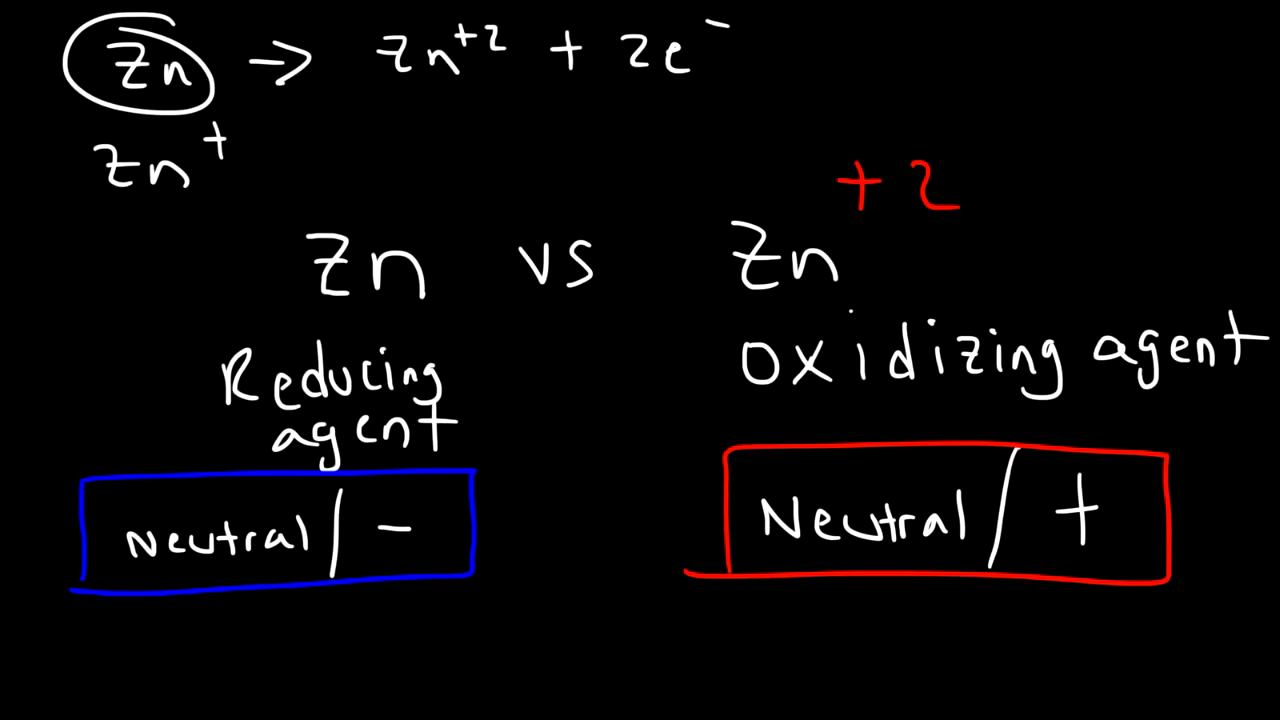 Zn → Zn⁺² + 2e⁻
Zn⁺
Zn vs Zn⁺²
Reducing agent
oxidizing agent
Neutral / −
Neutral / +